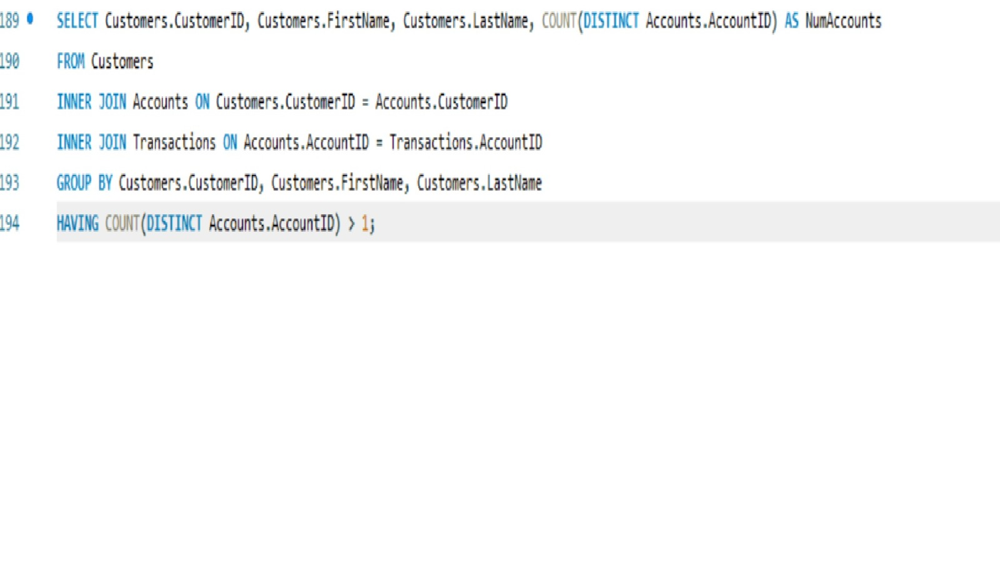 189 SELECT Customers.CustomerID, Customers.FirstName, Customers.LastName, COUNT(DISTINCT Accounts.AccountID) AS NumAccounts
190 FROM Customers
191 INNER JOIN Accounts ON Customers.CustomerID = Accounts.CustomerID
192 INNER JOIN Transactions ON Accounts.AccountID = Transactions.AccountID
193 GROUP BY Customers.CustomerID, Customers.FirstName, Customers.LastName
194 HAVING COUNT(DISTINCT Accounts.AccountID) > 1;